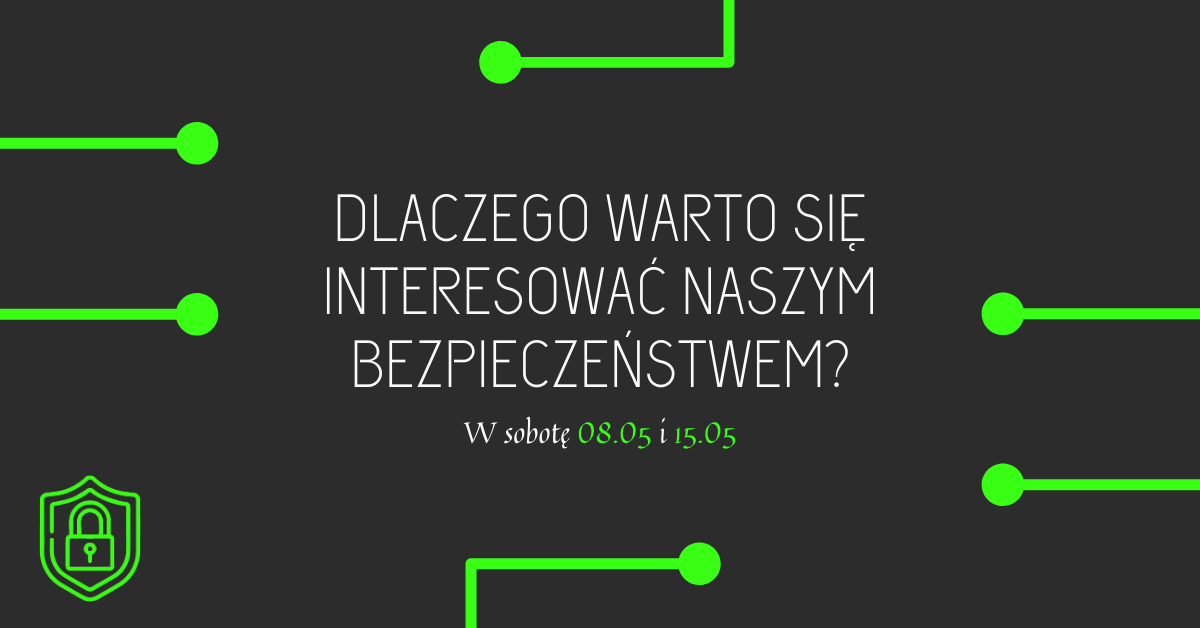 DLACZEGO WARTO SIĘ
INTERESOWAĆ NASZYM
BEZPIECZEŃSTWEM?
W sobotę 08.05 i 15.05